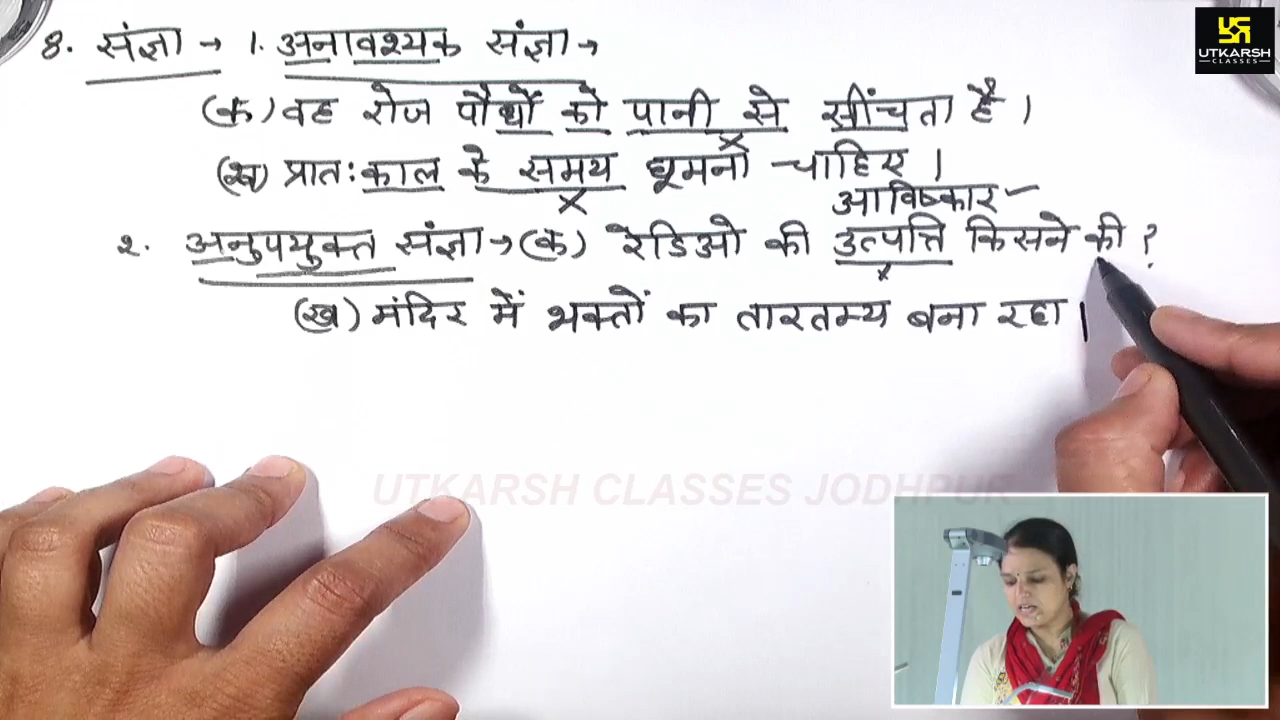 8. संज्ञा → 1. अनावश्यक संज्ञा →
(क) वह रोज पौधों को पानी से सींचता है।
(ख) प्रातःकाल के समय घूमना चाहिए।
आविष्कार
२. अनुपयुक्त संज्ञा → (क) रेडिओ की उत्पत्ति किसने की?
(ख) मंदिर में भक्तों का तारतम्य बना रहा।
UTKARSH CLASSES JODHPUR
UTKARSH
CLASSES